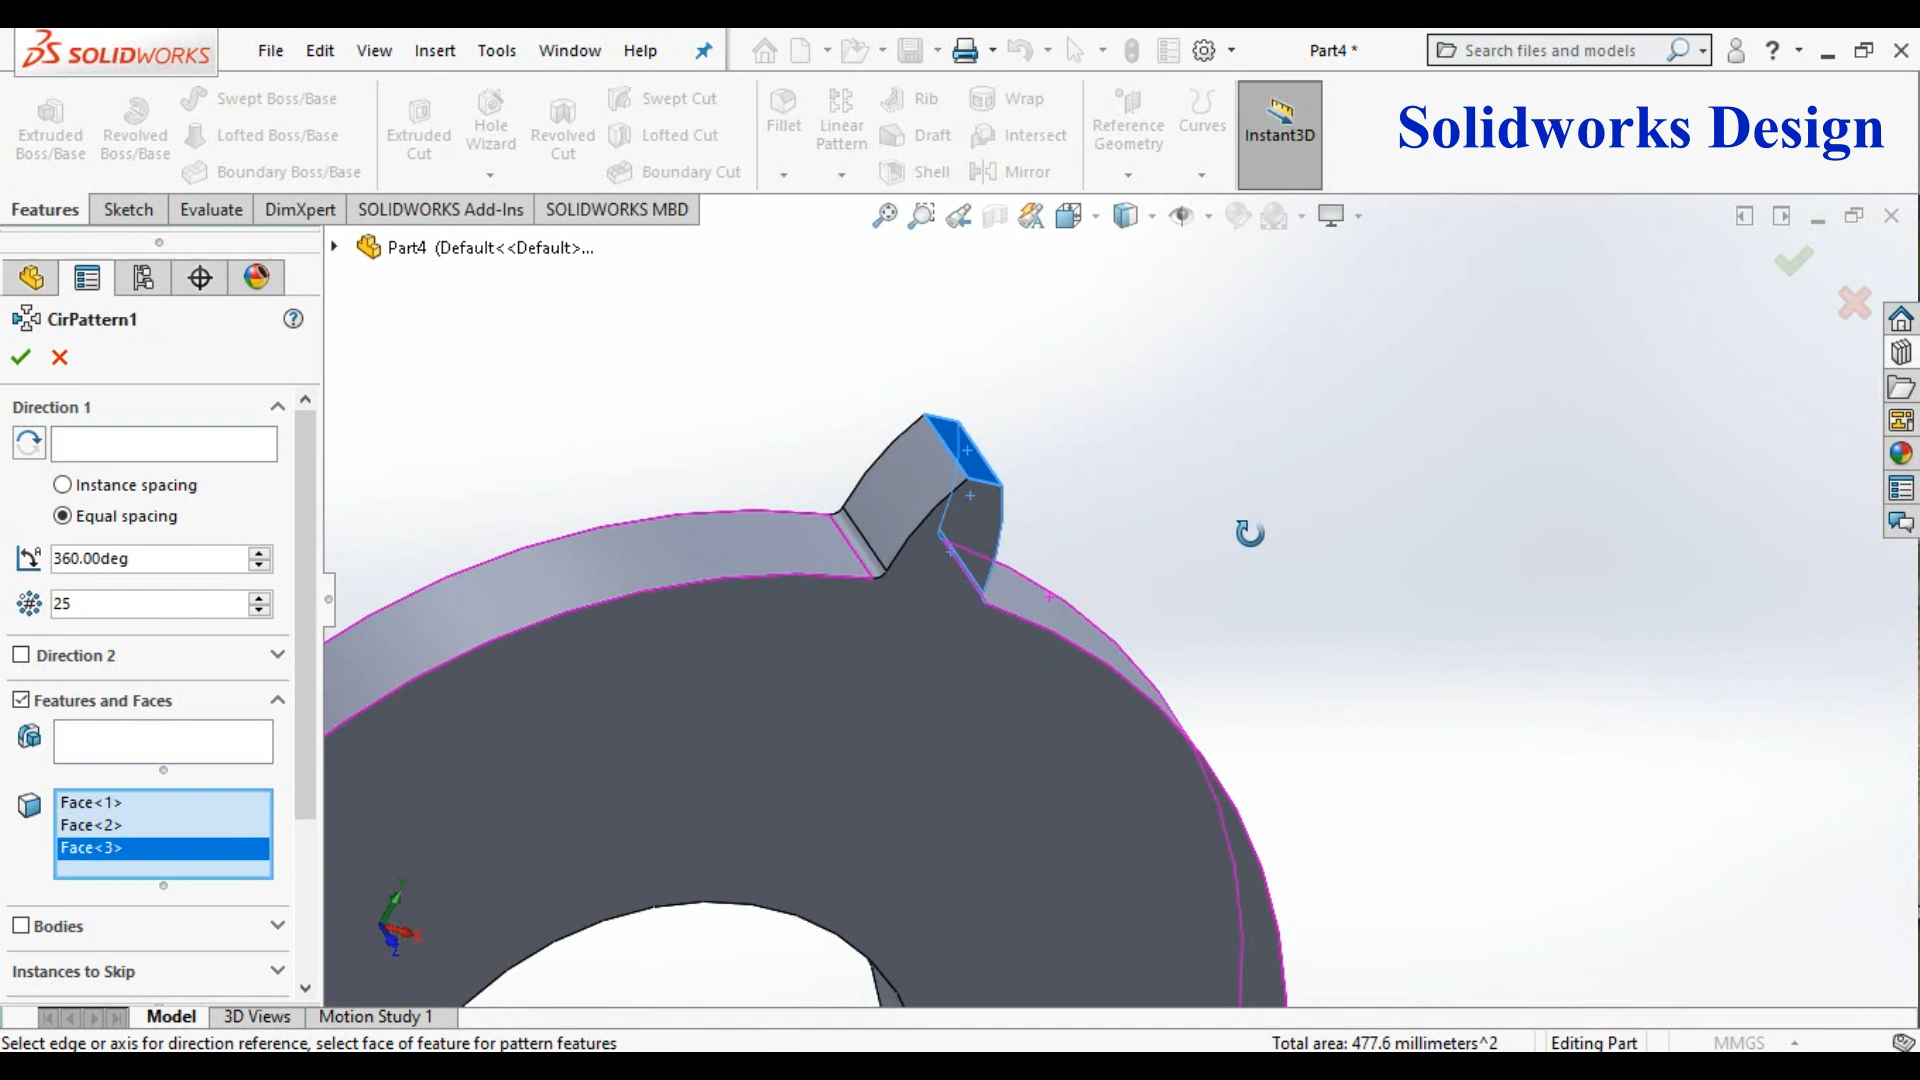 SOLIDWORKS
File Edit View Insert Tools Window Help
Part4 *
Search files and models
?
Extruded Boss/Base
Revolved Boss/Base
Swept Boss/Base
Lofted Boss/Base
Boundary Boss/Base
Extruded Cut
Hole Wizard
Revolved Cut
Swept Cut
Lofted Cut
Boundary Cut
Fillet
Linear Pattern
Rib
Draft
Shell
Wrap
Intersect
Mirror
Reference Geometry
Curves
Instant3D
Solidworks Design
Features Sketch Evaluate DimXpert SOLIDWORKS Add-Ins SOLIDWORKS MBD
Part4 (Default<<Default>...
CirPattern1
?
Direction 1
Instance spacing
Equal spacing
360.00deg
25
Direction 2
Features and Faces
Face<1>
Face<2>
Face<3>
Bodies
Instances to Skip
Y
X
Z
Model 3D Views Motion Study 1
Select edge or axis for direction reference, select face of feature for pattern features
Total area: 477.6 millimeters^2
Editing Part
MMGS